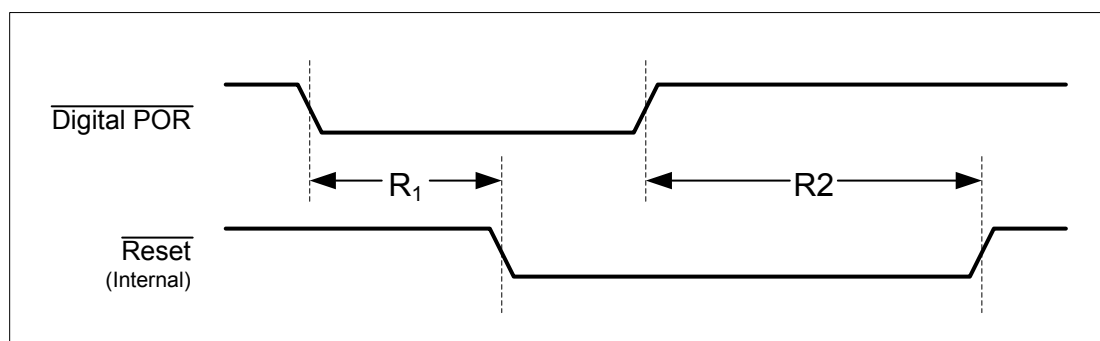 Digital POR
R₁
R2
Reset
(Internal)